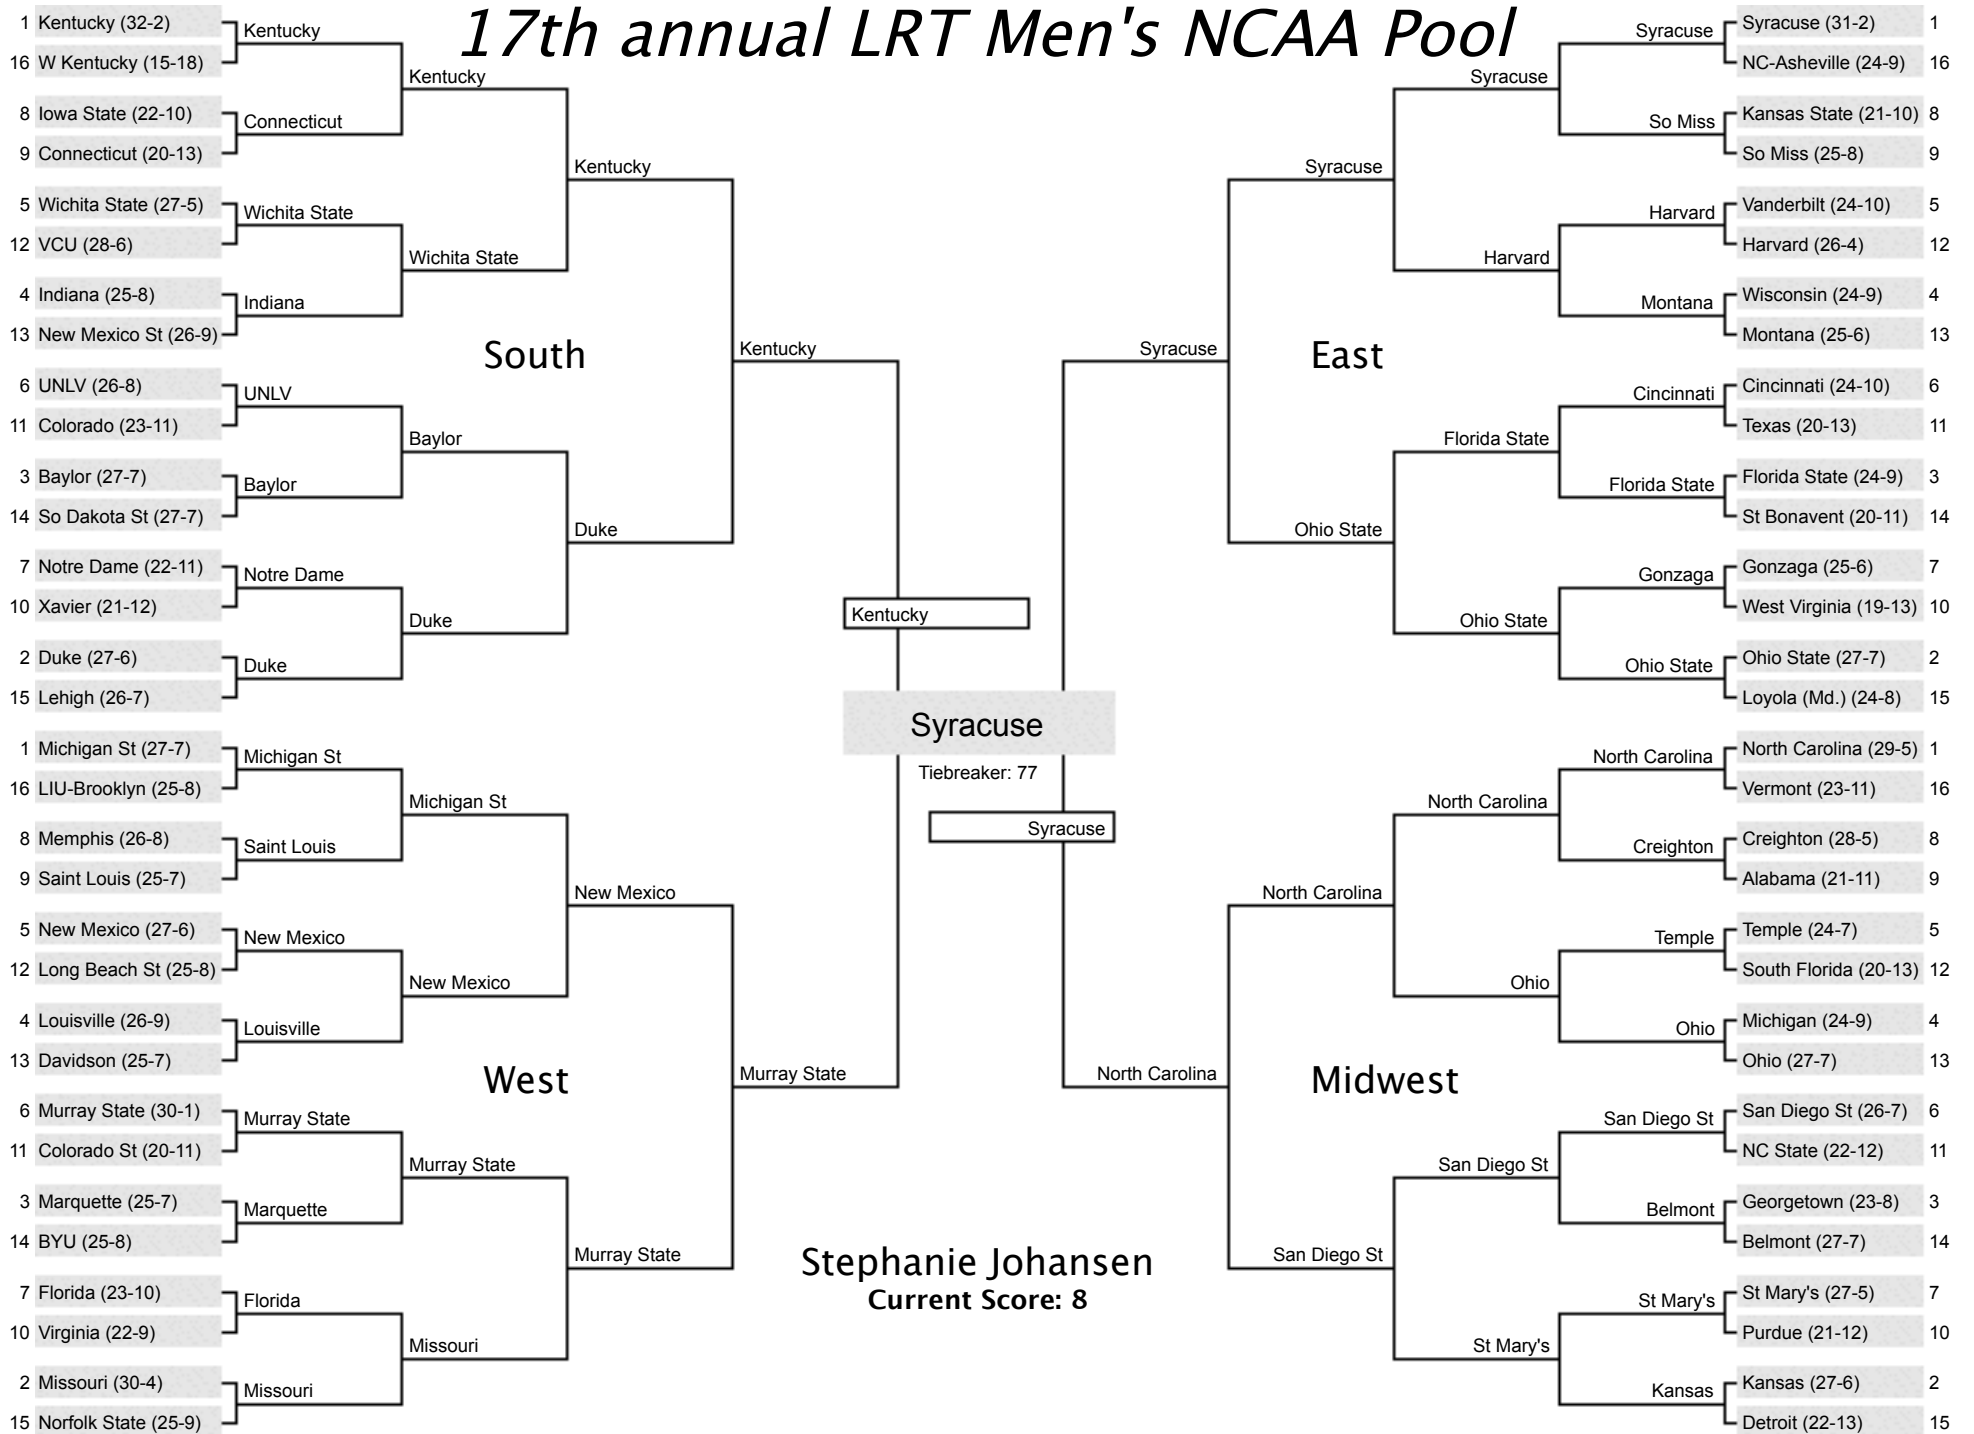 17th annual LRT Men's NCAA Pool
1 Kentucky (32-2)
16 W Kentucky (15-18)
8 Iowa State (22-10)
9 Connecticut (20-13)
5 Wichita State (27-5)
12 VCU (28-6)
4 Indiana (25-8)
13 New Mexico St (26-9)
6 UNLV (26-8)
11 Colorado (23-11)
3 Baylor (27-7)
14 So Dakota St (27-7)
7 Notre Dame (22-11)
10 Xavier (21-12)
2 Duke (27-6)
15 Lehigh (26-7)
Kentucky
Connecticut
Wichita State
Indiana
UNLV
Baylor
Notre Dame
Duke
Kentucky
Wichita State
Baylor
Duke
Kentucky
Duke
Kentucky
South
1 Michigan St (27-7)
16 LIU-Brooklyn (25-8)
8 Memphis (26-8)
9 Saint Louis (25-7)
5 New Mexico (27-6)
12 Long Beach St (25-8)
4 Louisville (26-9)
13 Davidson (25-7)
6 Murray State (30-1)
11 Colorado St (20-11)
3 Marquette (25-7)
14 BYU (25-8)
7 Florida (23-10)
10 Virginia (22-9)
2 Missouri (30-4)
15 Norfolk State (25-9)
Michigan St
Saint Louis
New Mexico
Louisville
Murray State
Marquette
Florida
Missouri
Michigan St
New Mexico
Murray State
Missouri
New Mexico
Murray State
Murray State
West
Kentucky
Syracuse
Tiebreaker: 77
Syracuse
Stephanie Johansen
Current Score: 8
Syracuse (31-2) 1
NC-Asheville (24-9) 16
Kansas State (21-10) 8
So Miss (25-8) 9
Vanderbilt (24-10) 5
Harvard (26-4) 12
Wisconsin (24-9) 4
Montana (25-6) 13
Cincinnati (24-10) 6
Texas (20-13) 11
Florida State (24-9) 3
St Bonavent (20-11) 14
Gonzaga (25-6) 7
West Virginia (19-13) 10
Ohio State (27-7) 2
Loyola (Md.) (24-8) 15
Syracuse
So Miss
Harvard
Montana
Cincinnati
Florida State
Gonzaga
Ohio State
Syracuse
Harvard
Florida State
Ohio State
Syracuse
Ohio State
Syracuse
East
North Carolina (29-5) 1
Vermont (23-11) 16
Creighton (28-5) 8
Alabama (21-11) 9
Temple (24-7) 5
South Florida (20-13) 12
Michigan (24-9) 4
Ohio (27-7) 13
San Diego St (26-7) 6
NC State (22-12) 11
Georgetown (23-8) 3
Belmont (27-7) 14
St Mary's (27-5) 7
Purdue (21-12) 10
Kansas (27-6) 2
Detroit (22-13) 15
North Carolina
Creighton
Temple
Ohio
San Diego St
Belmont
St Mary's
Kansas
North Carolina
Ohio
San Diego St
St Mary's
North Carolina
San Diego St
North Carolina
Midwest